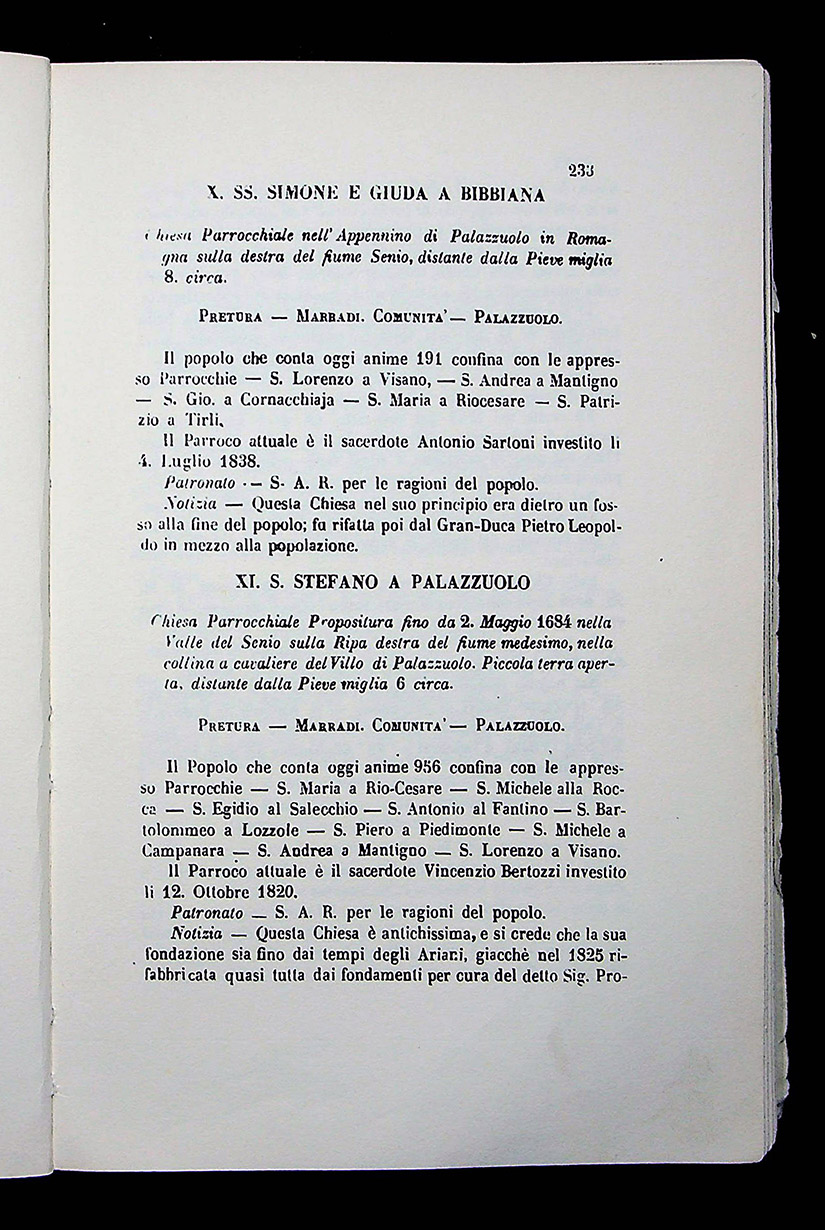 233
X. SS. SIMONE E GIUDA A BIBBIANA
Chiesa Parrocchiale nell' Appennino di Palazzuolo in Roma-
gna sulla destra del fiume Senio, distante dalla Pieve miglia
8. circa.
PRETURA — MARRADI. COMUNITA' — PALAZZUOLO.
Il popolo che conta oggi anime 191 confina con le appres-
so Parrocchie — S. Lorenzo a Visano, — S. Andrea a Mantigno
— S. Gio. a Cornacchiaja — S. Maria a Riocesare — S. Patri-
zio a Tirli.
Il Parroco attuale è il sacerdote Antonio Sartoni investito li
4. Luglio 1838.
Patronato - — S. A. R. per le ragioni del popolo.
Notizia — Questa Chiesa nel suo principio era dietro un fos-
so alla fine del popolo; fu rifatta poi dal Gran-Duca Pietro Leopol-
do in mezzo alla popolazione.
XI. S. STEFANO A PALAZZUOLO
Chiesa Parrocchiale Propositura fino da 2. Maggio 1684 nella
Valle del Senio sulla Ripa destra del fiume medesimo, nella
collina a cavaliere del Villo di Palazzuolo. Piccola terra aper-
ta, distante dalla Pieve miglia 6 circa.
PRETURA — MARRADI. COMUNITA' — PALAZZUOLO.
Il Popolo che conta oggi anime 956 confina con le appres-
so Parrocchie — S. Maria a Rio-Cesare — S. Michele alla Roc-
ca — S. Egidio al Salecchio — S. Antonio al Fantino — S. Bar-
tolommeo a Lozzole — S. Piero a Piedimonte — S. Michele a
Campanara — S. Andrea a Mantigno — S. Lorenzo a Visano.
Il Parroco attuale è il sacerdote Vincenzio Bertozzi investito
li 12. Ottobre 1820.
Patronato — S. A. R. per le ragioni del popolo.
Notizia — Questa Chiesa è antichissima, e si crede che la sua
fondazione sia fino dai tempi degli Ariani, giacchè nel 1825 ri-
fabbricata quasi tutta dai fondamenti per cura del detto Sig. Pro-